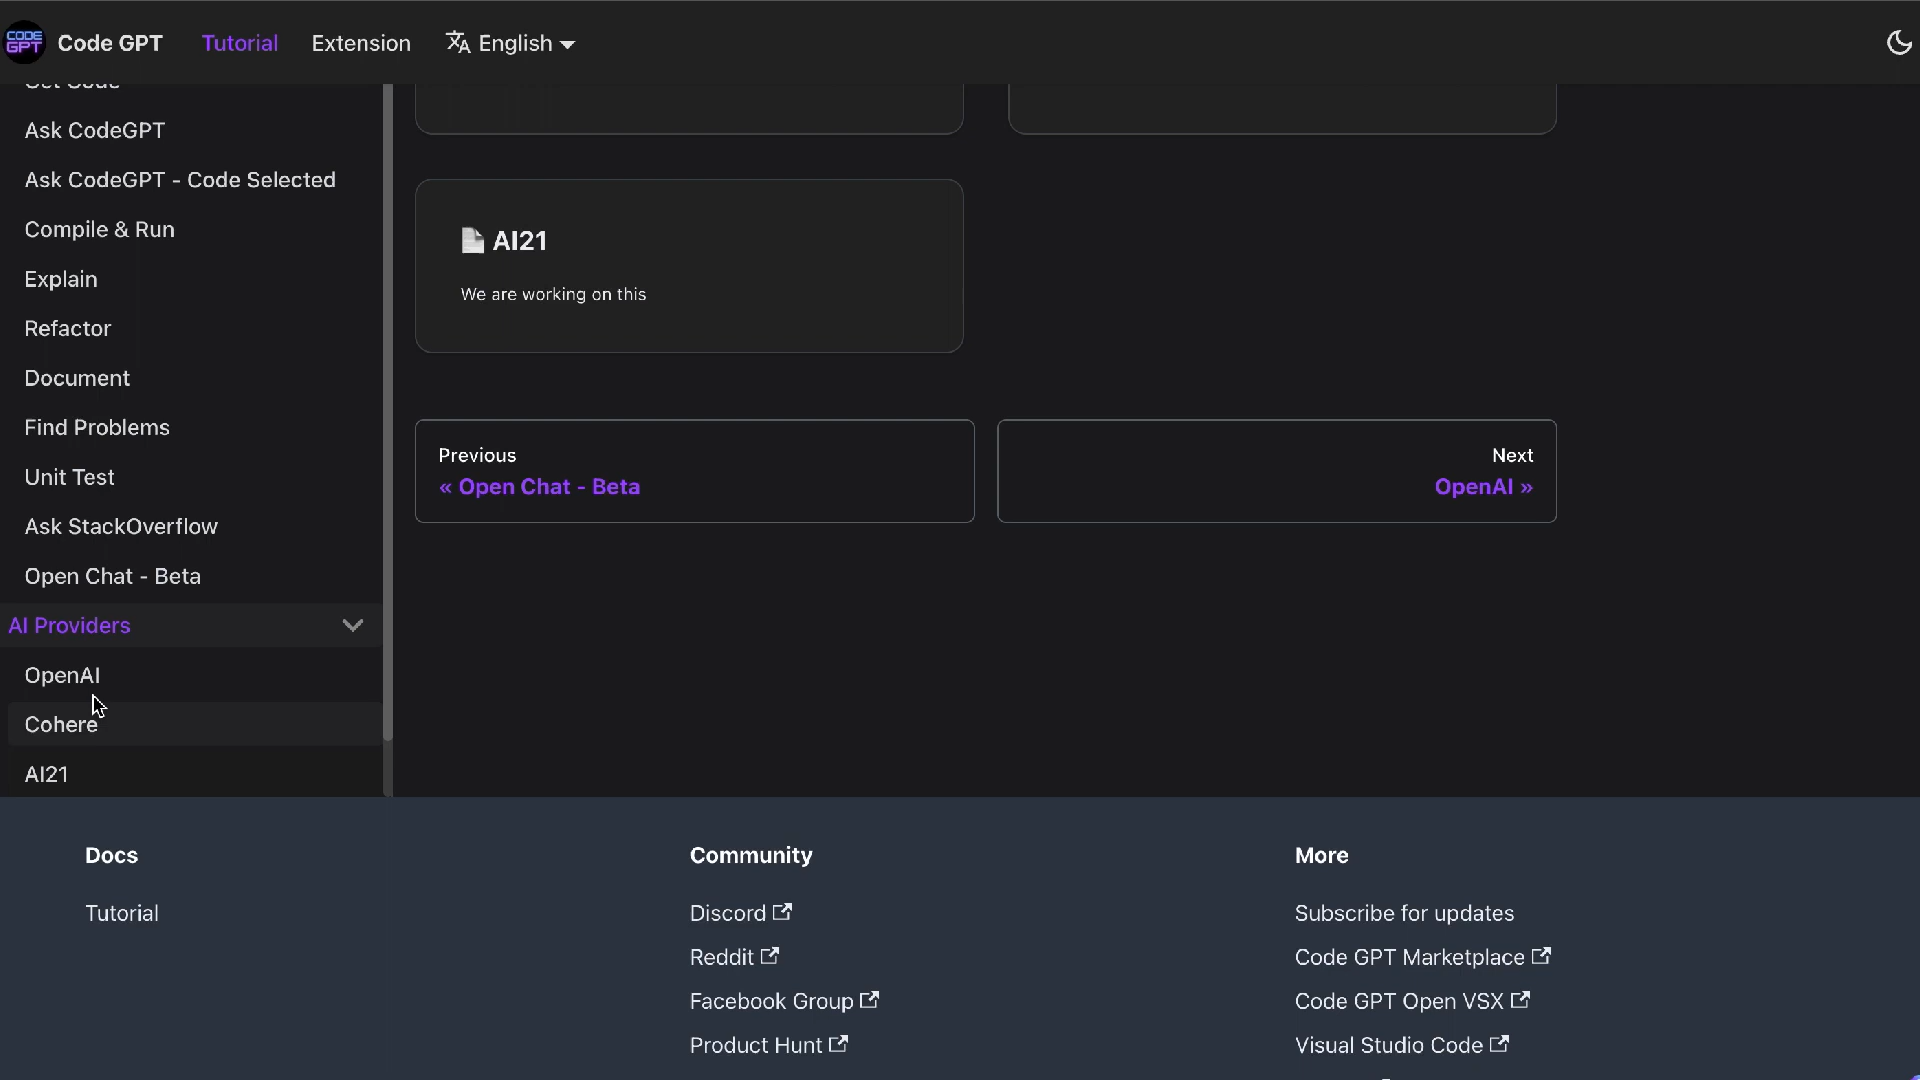 CODE
GPT
Code GPT
Tutorial
Extension
English
Ask CodeGPT
Ask CodeGPT - Code Selected
Compile & Run
Explain
Refactor
Document
Find Problems
Unit Test
Ask StackOverflow
Open Chat - Beta
AI Providers
OpenAI
Cohere
AI21
AI21
We are working on this
Previous
« Open Chat - Beta
Next
OpenAI »
Docs
Tutorial
Community
Discord
Reddit
Facebook Group
Product Hunt
More
Subscribe for updates
Code GPT Marketplace
Code GPT Open VSX
Visual Studio Code